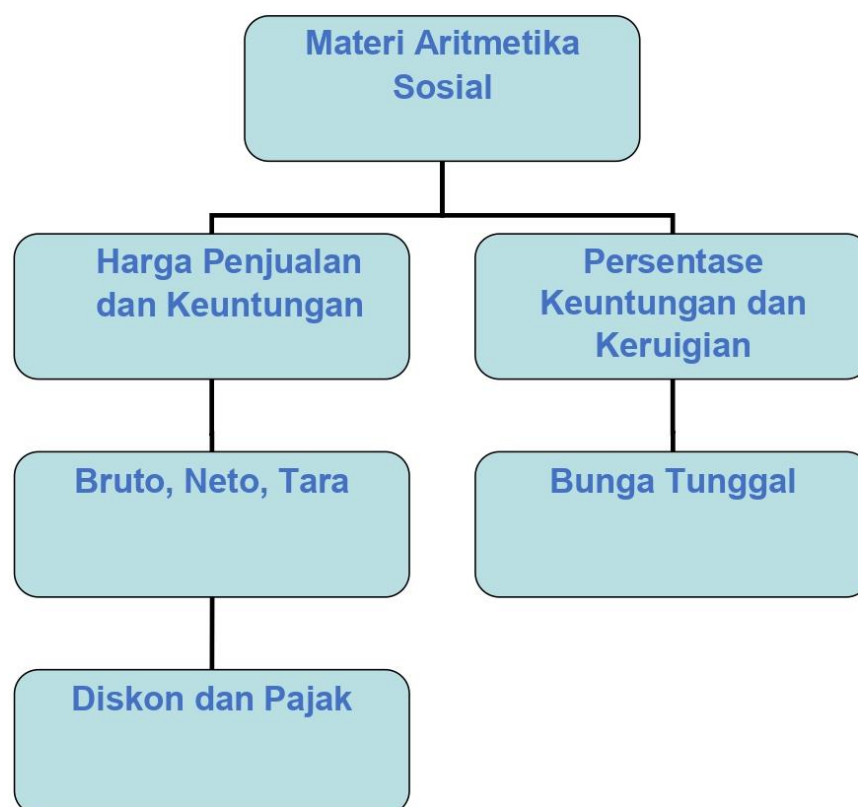 Materi Aritmetika
Sosial
Harga Penjualan
dan Keuntungan
Persentase
Keuntungan dan
Keruigian
Bruto, Neto, Tara
Bunga Tunggal
Diskon dan Pajak